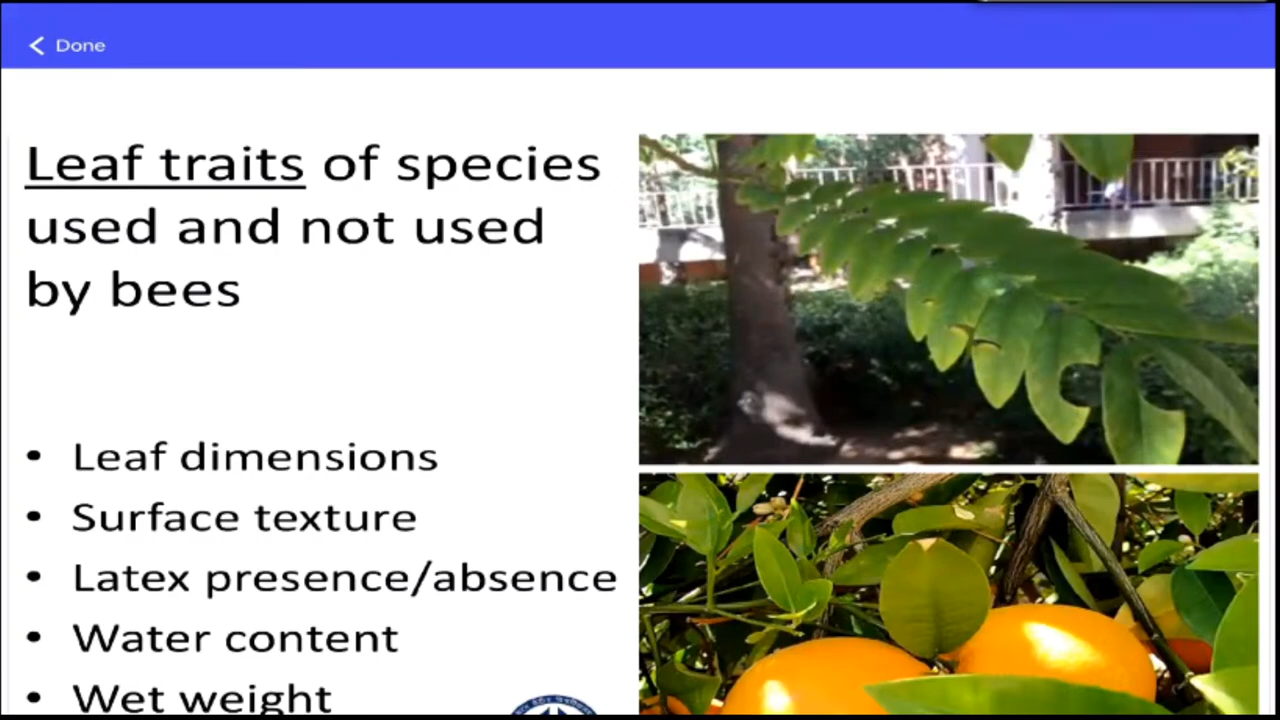 Done
Leaf traits of species
used and not used
by bees
• Leaf dimensions
• Surface texture
• Latex presence/absence
• Water content
• Wet weight